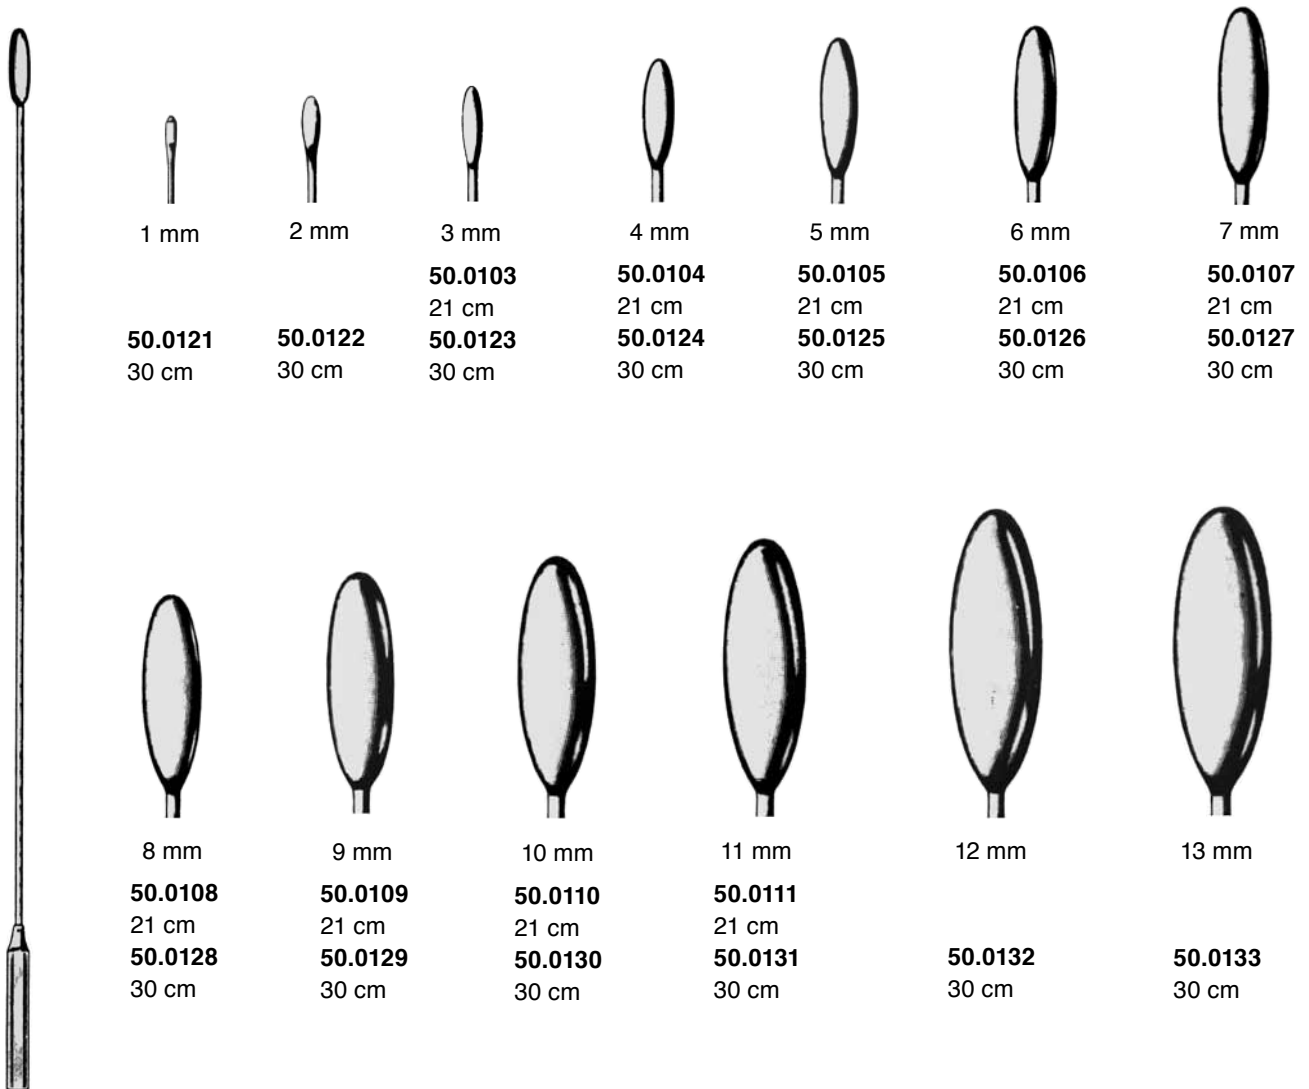 1 mm 2 mm 3 mm 4 mm 5 mm 6 mm 7 mm
50.0103 50.0104 50.0105 50.0106 50.0107
21 cm 21 cm 21 cm 21 cm 21 cm
50.0121 50.0122 50.0123 50.0124 50.0125 50.0126 50.0127
30 cm 30 cm 30 cm 30 cm 30 cm 30 cm 30 cm
8 mm 9 mm 10 mm 11 mm 12 mm 13 mm
50.0108 50.0109 50.0110 50.0111
21 cm 21 cm 21 cm 21 cm
50.0128 50.0129 50.0130 50.0131 50.0132 50.0133
30 cm 30 cm 30 cm 30 cm 30 cm 30 cm